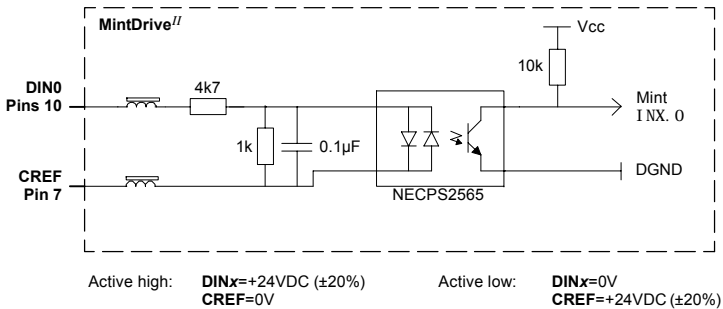 MintDrive II
Vcc
DIN0
Pins 10
4k7
10k
Mint
INX.0
1k
0.1µF
CREF
Pin 7
DGND
NECPS2565
Active high: DINx=+24VDC (±20%)
CREF=0V
Active low: DINx=0V
CREF=+24VDC (±20%)